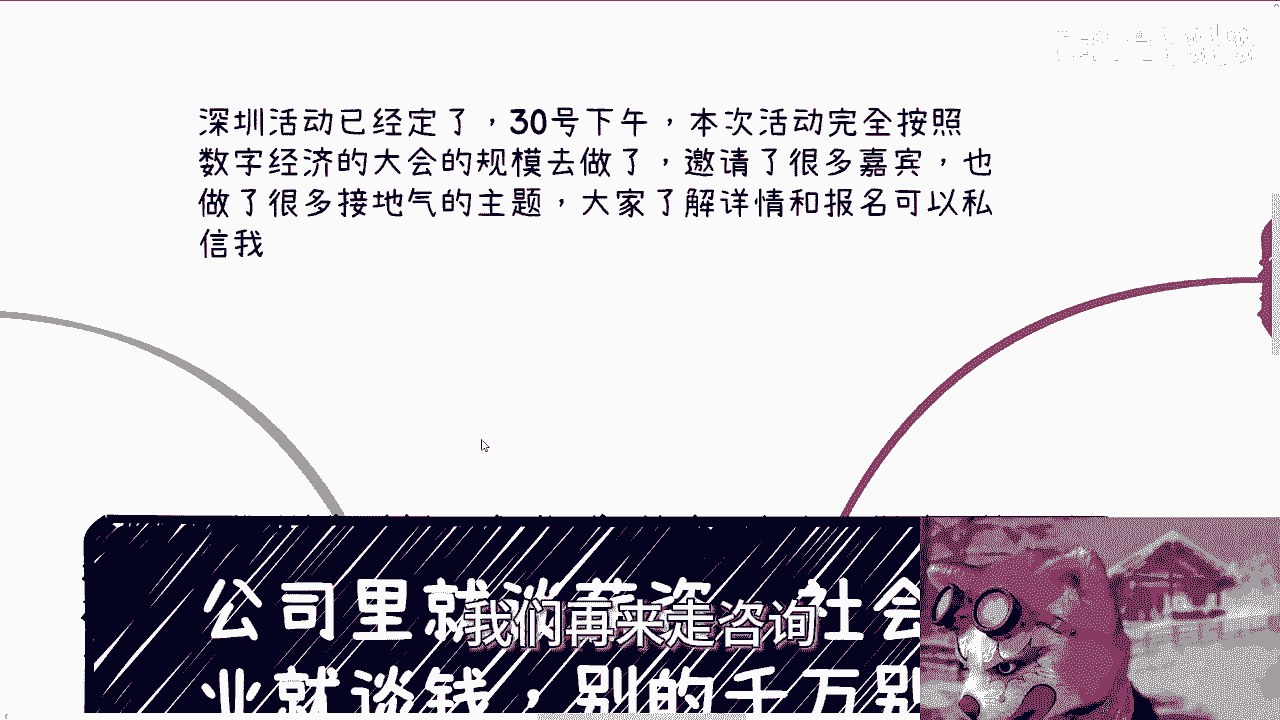 深圳活动已经定了，30号下午，本次活动完全按照
数字经济的大会的规模去做了，邀请了很多嘉宾，也
做了很多接地气的主题，大家了解详情和报名可以私
信我
公司里就谈薪资，社会
我们再来走咨询
业就谈钱，别的千万别